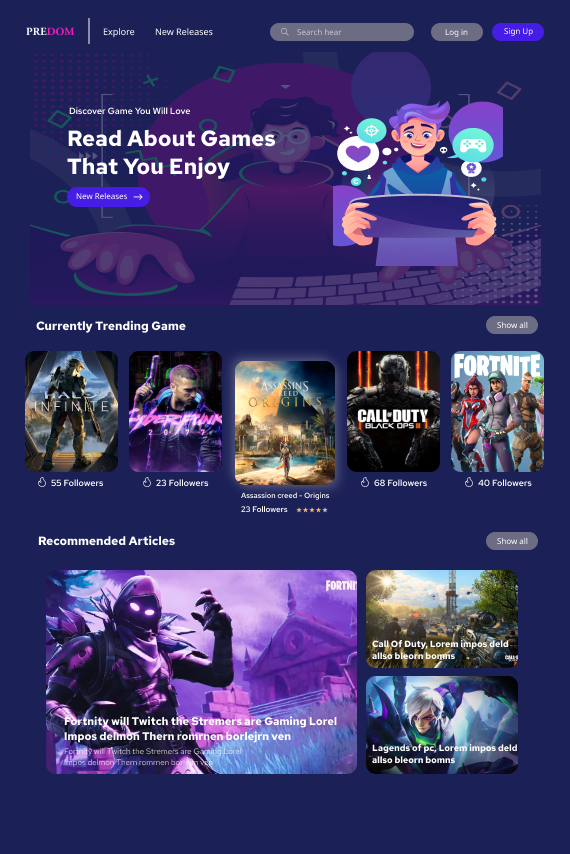 PREDOM
Explore
New Releases
Search hear
Log in
Sign Up
Discover Game You Will Love
Read About Games
That You Enjoy
New Releases
Currently Trending Game
Show all
HALO
INFINITE
CYBERPUNK
2077
ASSASSIN'S
CREED
ORIGINS
CALL OF DUTY
BLACK OPS III
FORTNITE
55 Followers
23 Followers
Assassion creed - Origins
23 Followers
68 Followers
40 Followers
Recommended Articles
Show all
Fortnity will Twitch the Stremers are Gaming Lorel
Impos delmon Thern romrnen borlejrn ven
Fortnity will Twitch the Stremers are Gaming Lorel
Impos delmon Thern rommen borlejrn ven
Call Of Duty, Lorem impos deld
allso bleorn bomns
Lagends of pc, Lorem impos deld
allso bleorn bomns